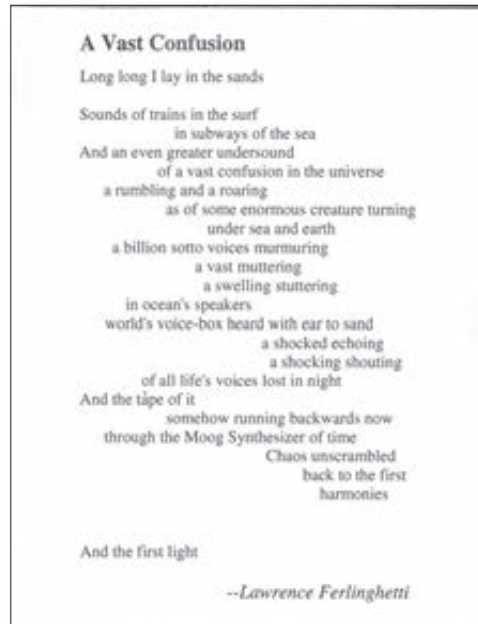 A Vast Confusion
Long long I lay in the sands
Sounds of trains in the surf
in subways of the sea
And an even greater undersound
of a vast confusion in the universe
a rumbling and a roaring
as of some enormous creature turning
under sea and earth
a billion sotto voices murmuring
a vast muttering
a swelling stuttering
in ocean's speakers
world's voice-box heard with ear to sand
a shocked echoing
a shocking shouting
of all life's voices lost in night
And the tape of it
somehow running backwards now
through the Moog Synthesizer of time
Chaos unscrambled
back to the first
harmonies
And the first light
--Lawrence Ferlinghetti